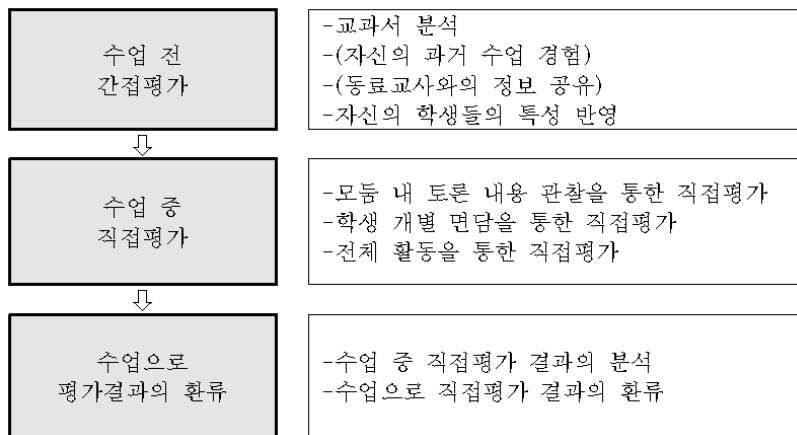 수업 전
간접평가
-교과서 분석
-(자신의 과거 수업 경험)
-(동료교사와의 정보 공유)
-자신의 학생들의 특성 반영
수업 중
직접평가
-모둠 내 토론 내용 관찰을 통한 직접평가
-학생 개별 면담을 통한 직접평가
-전체 활동을 통한 직접평가
수업으로
평가결과의 환류
-수업 중 직접평가 결과의 분석
-수업으로 직접평가 결과의 환류